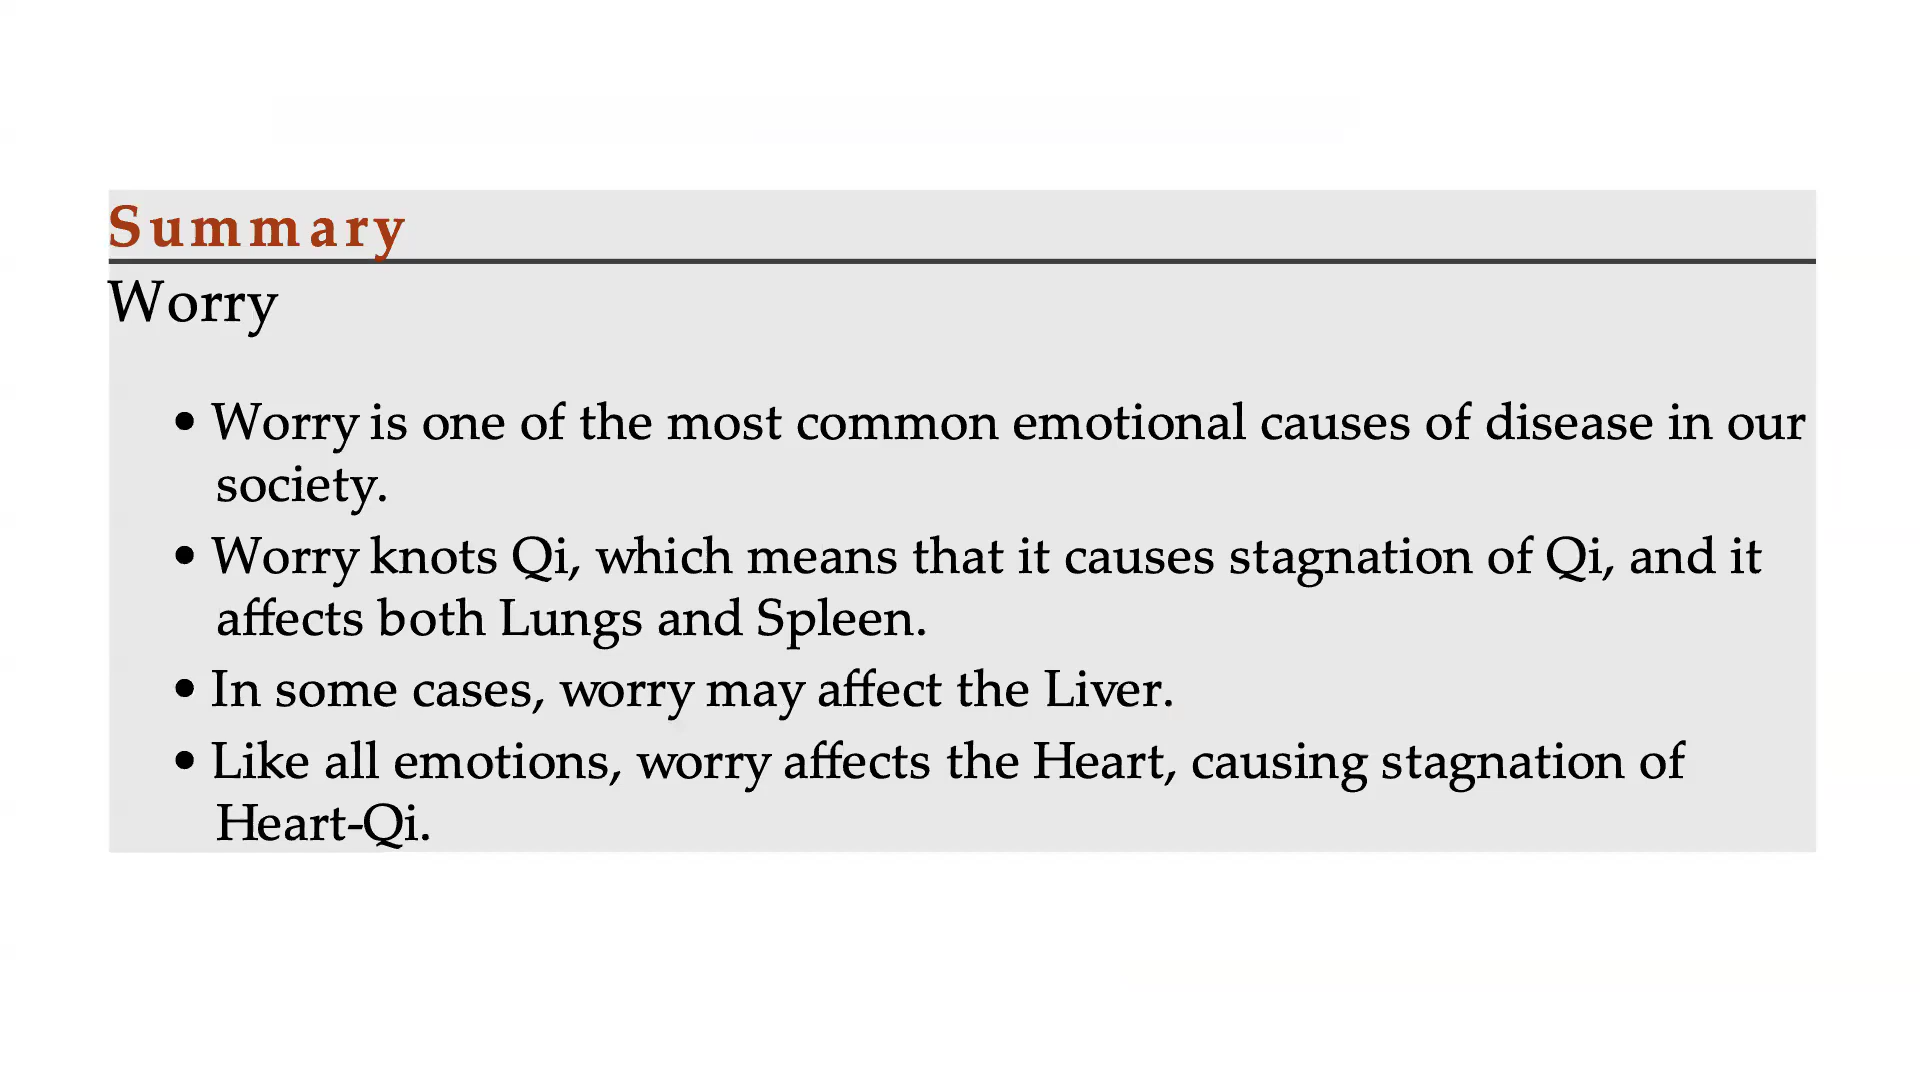 Summary
Worry
• Worry is one of the most common emotional causes of disease in our
society.
• Worry knots Qi, which means that it causes stagnation of Qi, and it
affects both Lungs and Spleen.
• In some cases, worry may affect the Liver.
• Like all emotions, worry affects the Heart, causing stagnation of
Heart-Qi.